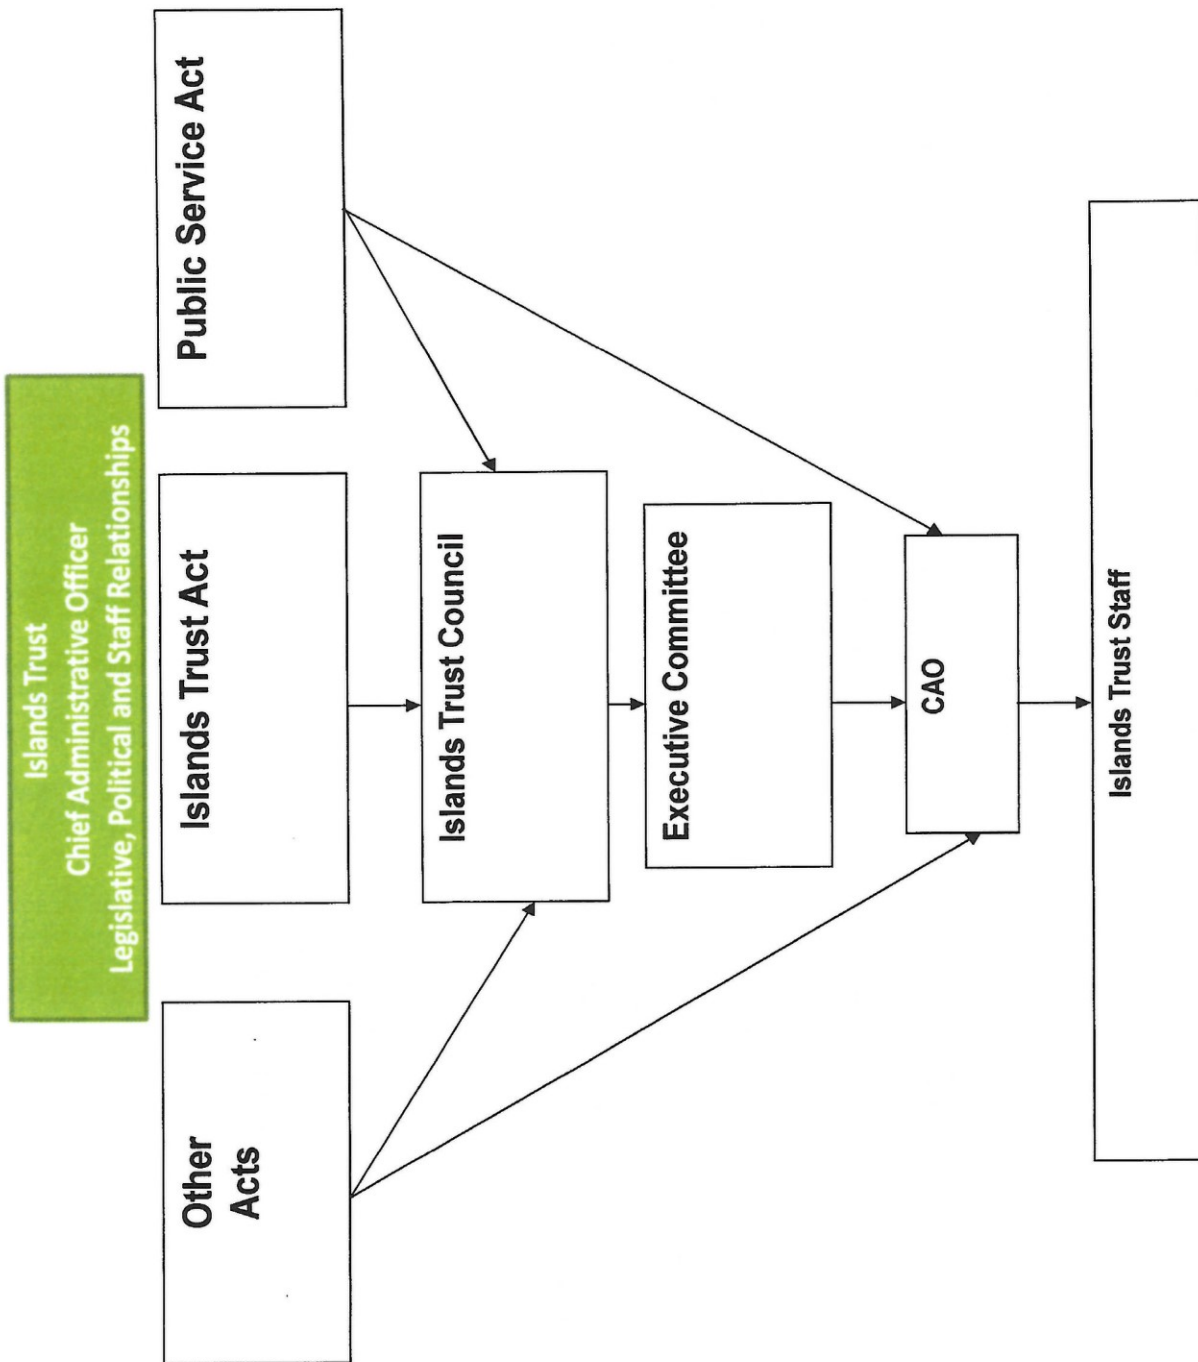 Islands Trust
Chief Administrative Officer
Legislative, Political and Staff Relationships
Other
Acts
Islands Trust Act
Public Service Act
Islands Trust Council
Executive Committee
CAO
Islands Trust Staff